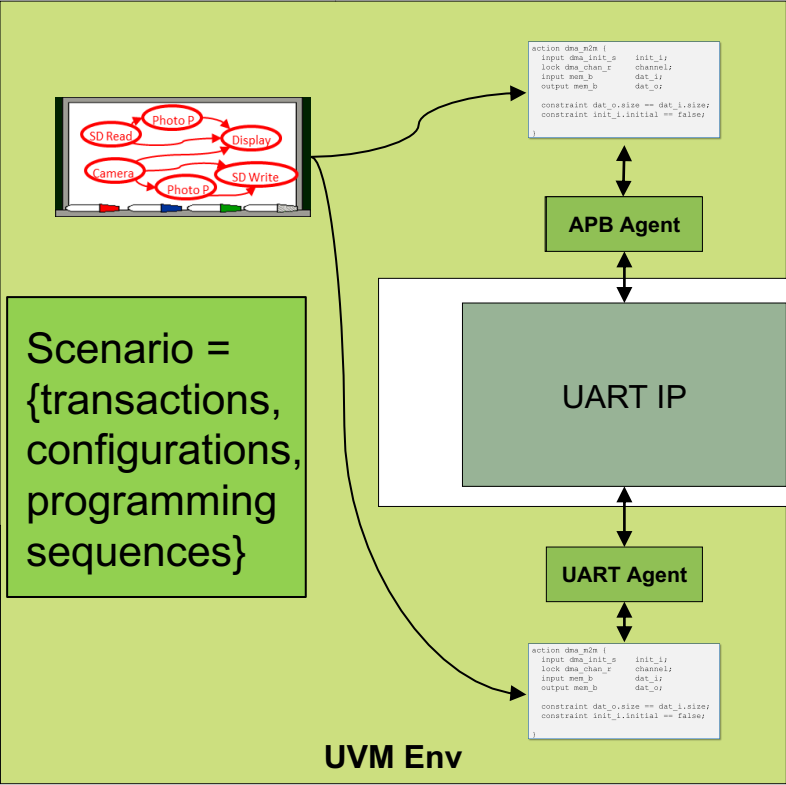 action dma_m2m {
input dma_init_s init_i;
lock dma_chan_r channel;
input mem_b dat_i;
output mem_b dat_o;
constraint dat_o.size == dat_i.size;
constraint init_i.initial == false;
}
Photo P
SD Read
Display
Camera
SD Write
Photo P
APB Agent
Scenario =
{transactions,
configurations,
programming
sequences}
UART IP
UART Agent
action dma_m2m {
input dma_init_s init_i;
lock dma_chan_r channel;
input mem_b dat_i;
output mem_b dat_o;
constraint dat_o.size == dat_i.size;
constraint init_i.initial == false;
}
UVM Env